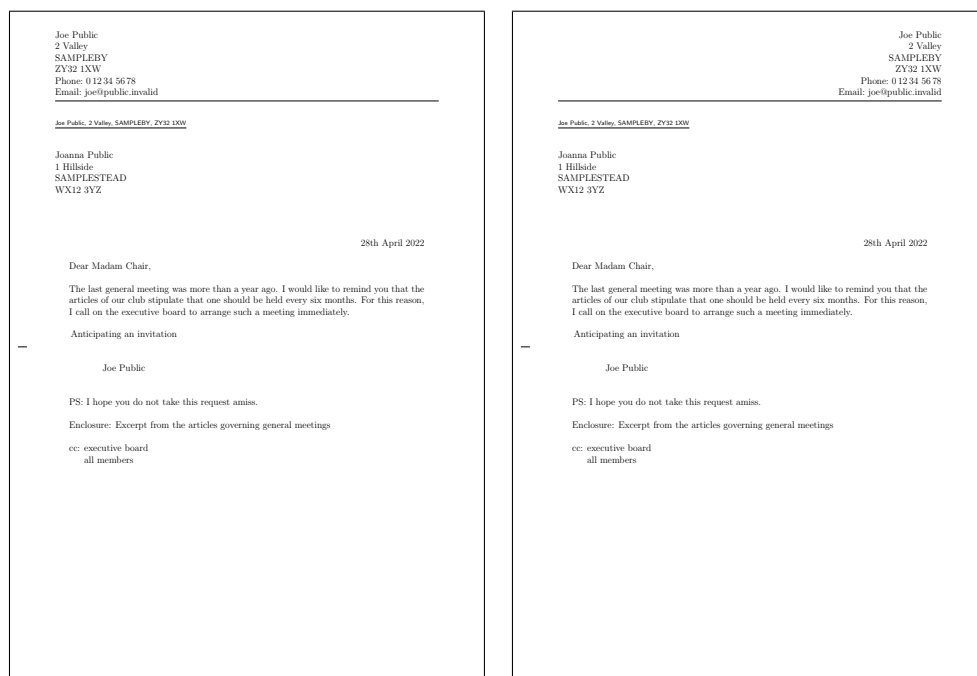 Joe Public
2 Valley
SAMPLEBY
ZY32 1XW
Phone: 0 12 34 56 78
Email: joe@public.invalid
Joe Public, 2 Valley, SAMPLEBY, ZY32 1XW
Joanna Public
1 Hillside
SAMPLESTEAD
WX12 3YZ
28th April 2022
Dear Madam Chair,
The last general meeting was more than a year ago. I would like to remind you that the
articles of our club stipulate that one should be held every six months. For this reason,
I call on the executive board to arrange such a meeting immediately.
Anticipating an invitation
Joe Public
PS: I hope you do not take this request amiss.
Enclosure: Excerpt from the articles governing general meetings
cc: executive board
all members
Joe Public
2 Valley
SAMPLEBY
ZY32 1XW
Phone: 0 12 34 56 78
Email: joe@public.invalid
Joe Public, 2 Valley, SAMPLEBY, ZY32 1XW
Joanna Public
1 Hillside
SAMPLESTEAD
WX12 3YZ
28th April 2022
Dear Madam Chair,
The last general meeting was more than a year ago. I would like to remind you that the
articles of our club stipulate that one should be held every six months. For this reason,
I call on the executive board to arrange such a meeting immediately.
Anticipating an invitation
Joe Public
PS: I hope you do not take this request amiss.
Enclosure: Excerpt from the articles governing general meetings
cc: executive board
all members